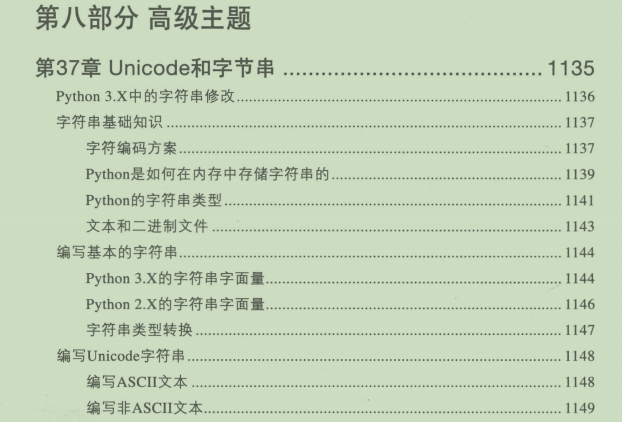 第八部分 高级主题
第37章 Unicode和字节串 ........................................ 1135
Python 3.X中的字符串修改........................................ 1136
字符串基础知识 ........................................ 1137
字符编码方案........................................ 1137
Python是如何在内存中存储字符串的........................................ 1139
Python的字符串类型........................................ 1141
文本和二进制文件 ........................................ 1143
编写基本的字符串........................................ 1144
Python 3.X的字符串字面量........................................ 1144
Python 2.X的字符串字面量........................................ 1146
字符串类型转换 ........................................ 1147
编写Unicode字符串........................................ 1148
编写ASCII文本 ........................................ 1148
编写非ASCII文本........................................ 1149